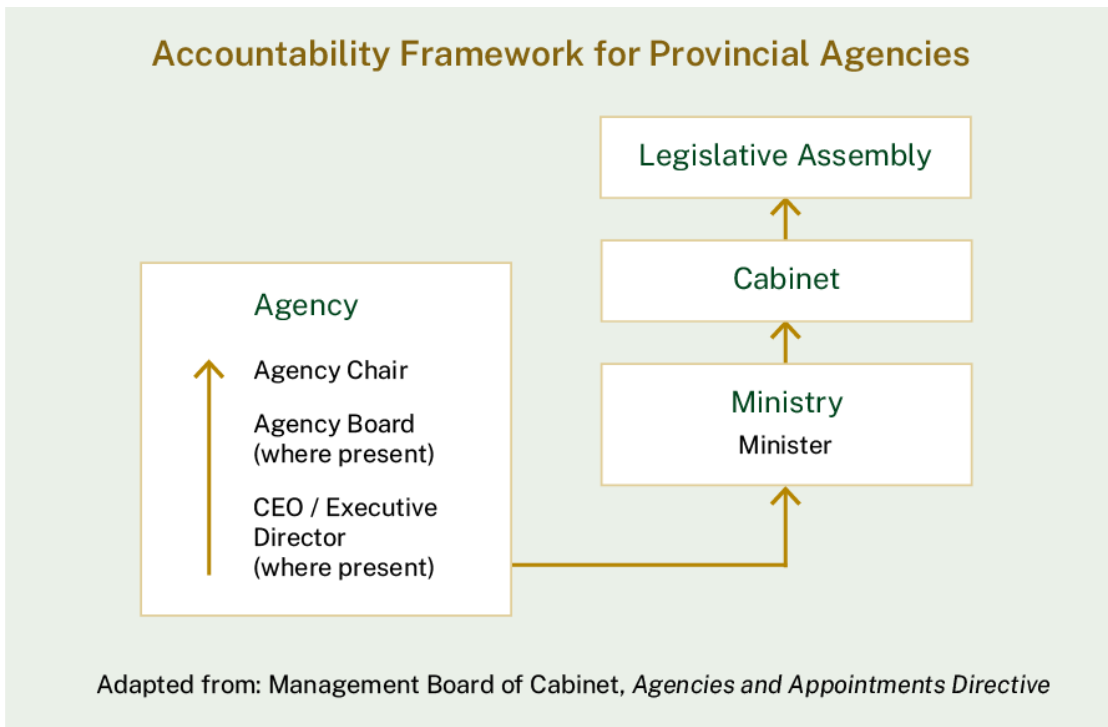 Accountability Framework for Provincial Agencies
Legislative Assembly
Cabinet
Ministry
Minister
Agency
Agency Chair
Agency Board
(where present)
CEO / Executive
Director
(where present)
Adapted from: Management Board of Cabinet, Agencies and Appointments Directive